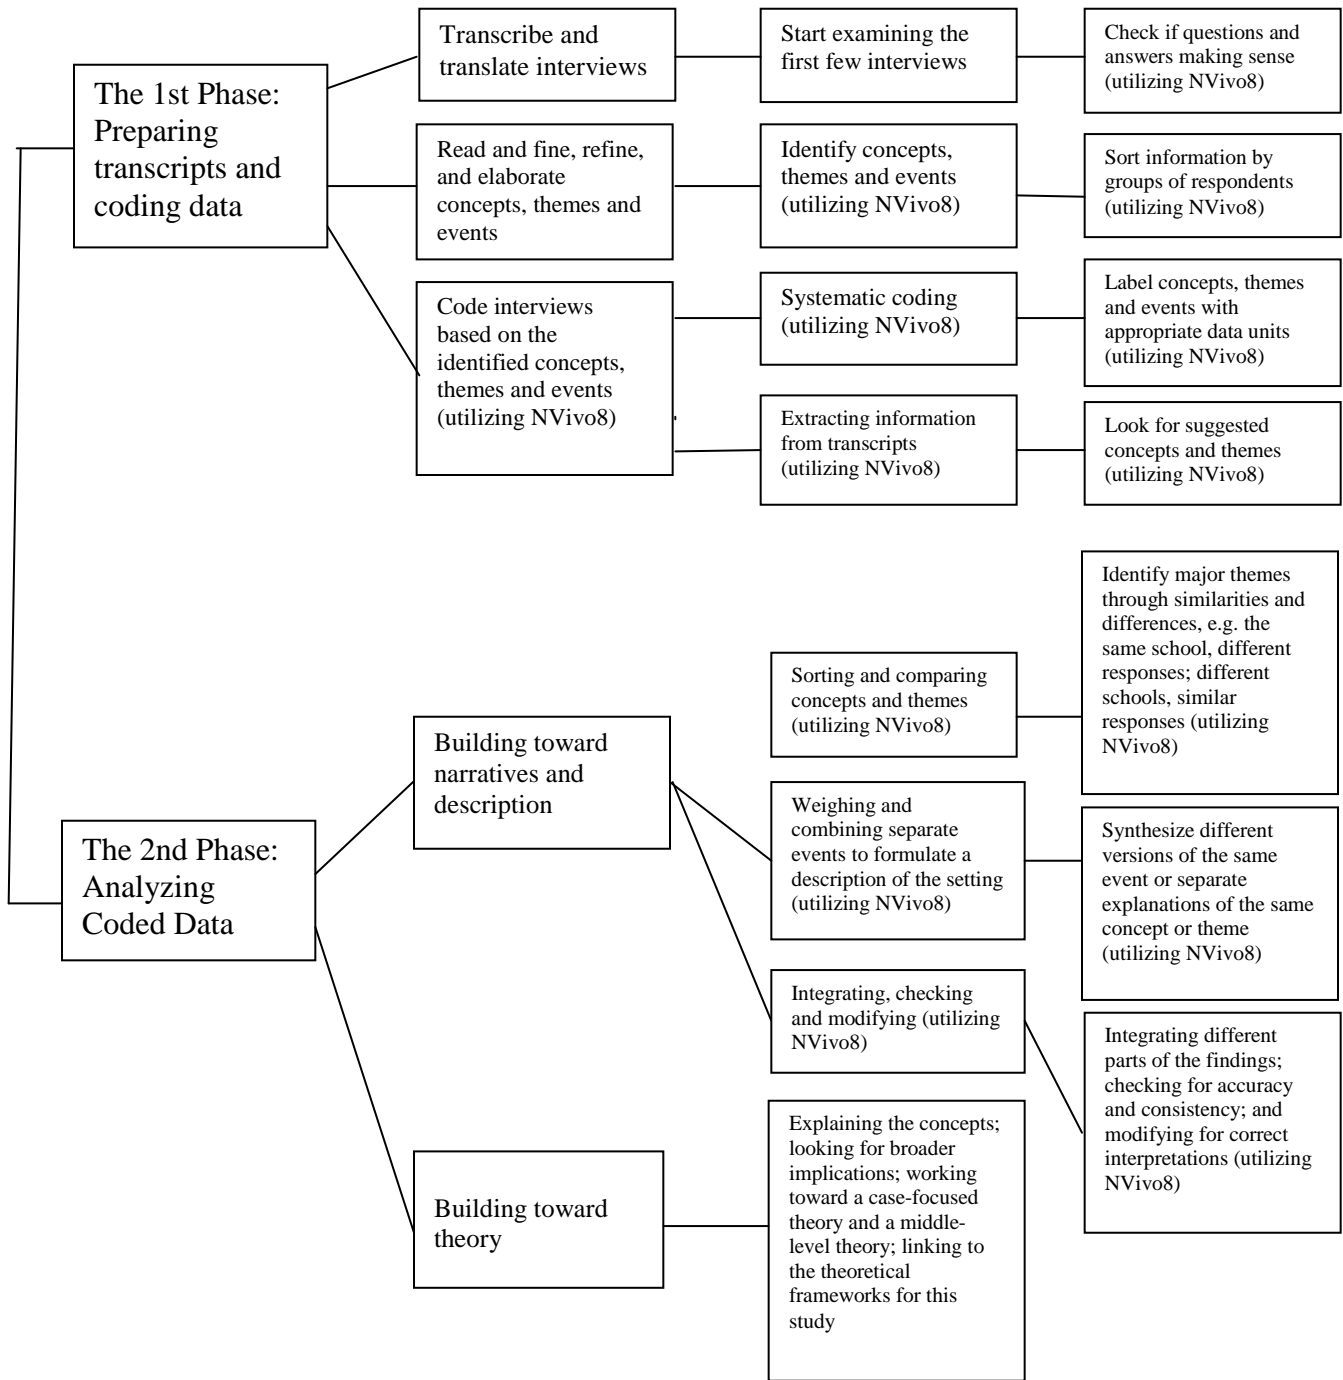 The 1st Phase:
Preparing
transcripts and
coding data
Transcribe and
translate interviews
Start examining the
first few interviews
Check if questions and
answers making sense
(utilizing NVivo8)
Read and fine, refine,
and elaborate
concepts, themes and
events
Identify concepts,
themes and events
(utilizing NVivo8)
Sort information by
groups of respondents
(utilizing NVivo8)
Code interviews
based on the
identified concepts,
themes and events
(utilizing NVivo8)
Systematic coding
(utilizing NVivo8)
Label concepts, themes
and events with
appropriate data units
(utilizing NVivo8)
Extracting information
from transcripts
(utilizing NVivo8)
Look for suggested
concepts and themes
(utilizing NVivo8)
The 2nd Phase:
Analyzing
Coded Data
Building toward
narratives and
description
Sorting and comparing
concepts and themes
(utilizing NVivo8)
Identify major themes
through similarities and
differences, e.g. the
same school, different
responses; different
schools, similar
responses (utilizing
NVivo8)
Weighing and
combining separate
events to formulate a
description of the setting
(utilizing NVivo8)
Synthesize different
versions of the same
event or separate
explanations of the same
concept or theme
(utilizing NVivo8)
Integrating, checking
and modifying (utilizing
NVivo8)
Integrating different
parts of the findings;
checking for accuracy
and consistency; and
modifying for correct
interpretations (utilizing
NVivo8)
Building toward
theory
Explaining the concepts;
looking for broader
implications; working
toward a case-focused
theory and a middle-
level theory; linking to
the theoretical
frameworks for this
study